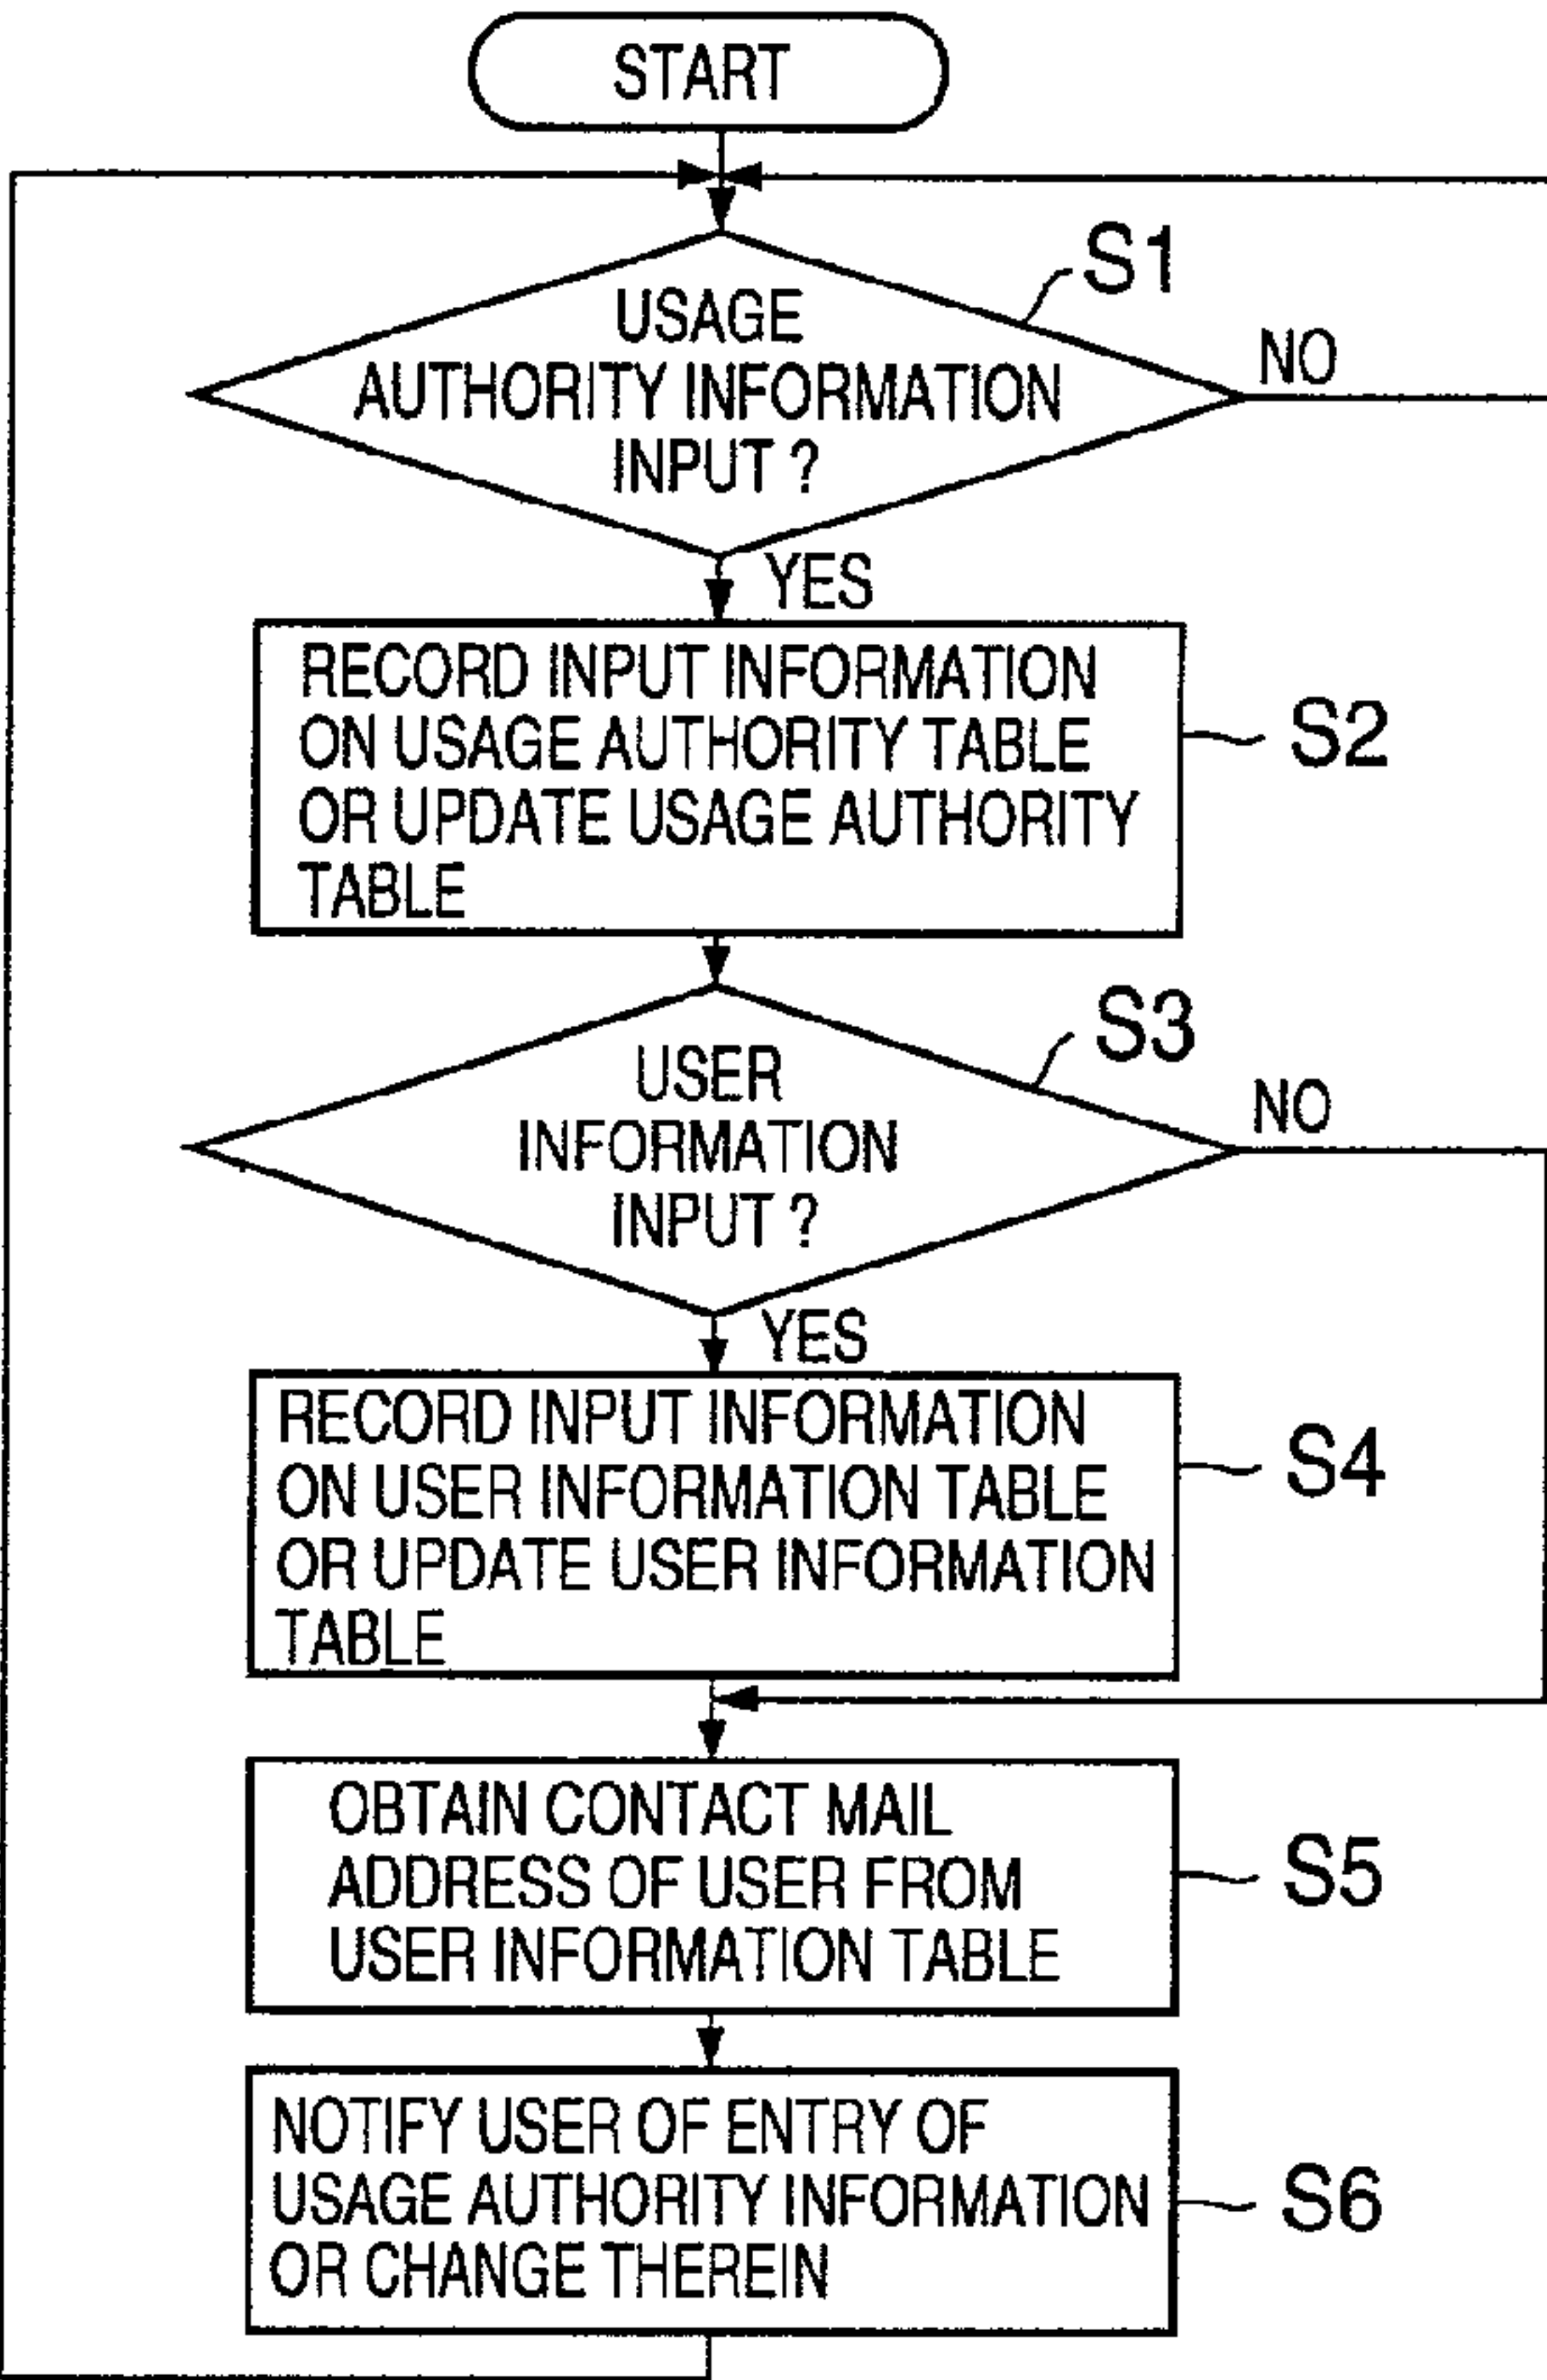 START
S1
USAGE
AUTHORITY INFORMATION
INPUT ?
NO
YES
RECORD INPUT INFORMATION
ON USAGE AUTHORITY TABLE
OR UPDATE USAGE AUTHORITY
TABLE
S2
S3
USER
INFORMATION
INPUT ?
NO
YES
RECORD INPUT INFORMATION
ON USER INFORMATION TABLE
OR UPDATE USER INFORMATION
TABLE
S4
OBTAIN CONTACT MAIL
ADDRESS OF USER FROM
USER INFORMATION TABLE
S5
NOTIFY USER OF ENTRY OF
USAGE AUTHORITY INFORMATION
OR CHANGE THEREIN
S6